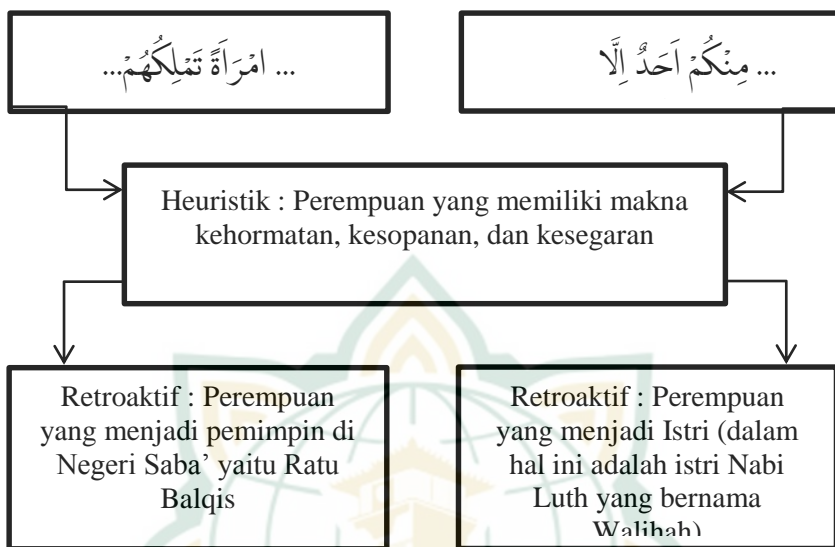 ... امْرَاَةً تَمْلِكُهُمْ...
... مِنْكُمْ اَحَدٌ اِلَّا
Heuristik : Perempuan yang memiliki makna
kehormatan, kesopanan, dan kesegaran
Retroaktif : Perempuan
yang menjadi pemimpin di
Negeri Saba’ yaitu Ratu
Balqis
Retroaktif : Perempuan
yang menjadi Istri (dalam
hal ini adalah istri Nabi
Luth yang bernama
Walihah)